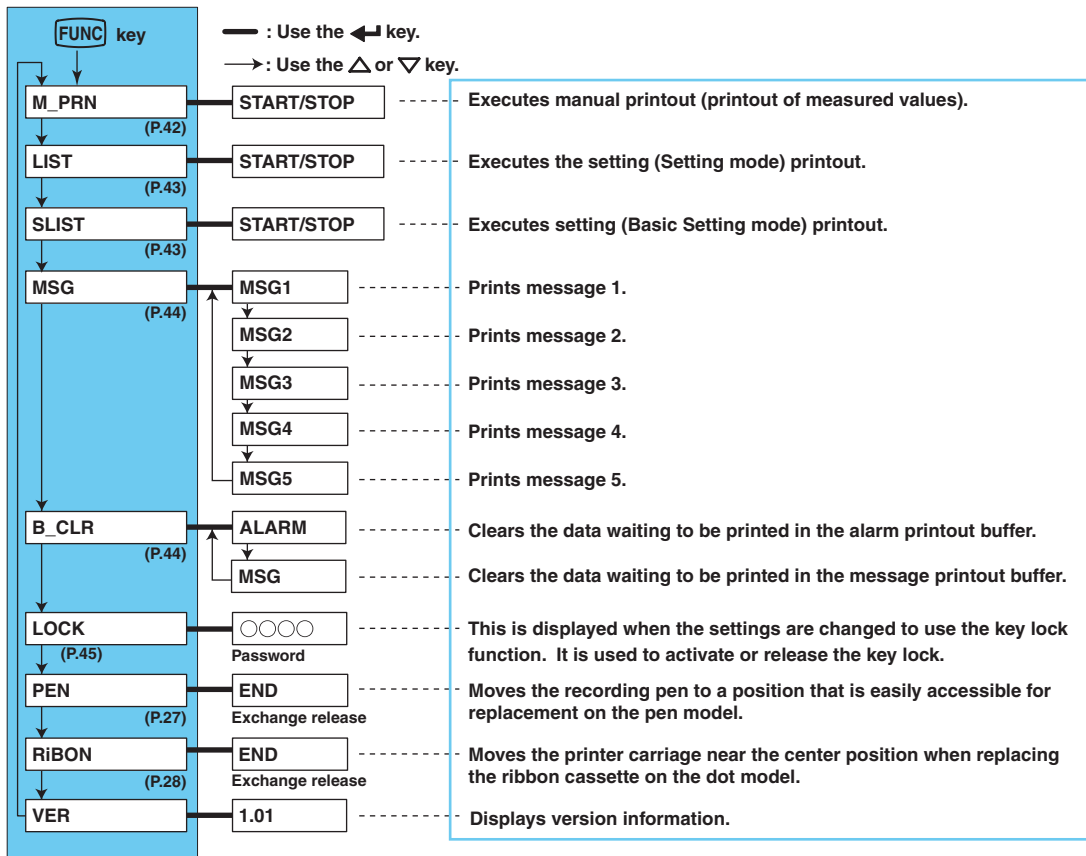 FUNC key
: Use the key.
: Use the or key.
M_PRN START/STOP Executes manual printout (printout of measured values).
(P.42)
LIST START/STOP Executes the setting (Setting mode) printout.
(P.43)
SLIST START/STOP Executes setting (Basic Setting mode) printout.
(P.43)
MSG MSG1 Prints message 1.
(P.44)
MSG2 Prints message 2.
MSG3 Prints message 3.
MSG4 Prints message 4.
MSG5 Prints message 5.
B_CLR ALARM Clears the data waiting to be printed in the alarm printout buffer.
(P.44)
MSG Clears the data waiting to be printed in the message printout buffer.
LOCK This is displayed when the settings are changed to use the key lock
(P.45) Password function. It is used to activate or release the key lock.
PEN END Moves the recording pen to a position that is easily accessible for
(P.27) Exchange release replacement on the pen model.
RiBON END Moves the printer carriage near the center position when replacing
(P.28) Exchange release the ribbon cassette on the dot model.
VER 1.01 Displays version information.